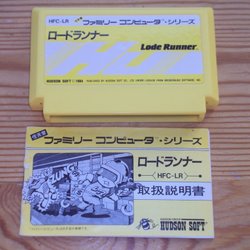 HFC-LR ファミリー コンピュータ・シリーズ
ロードランナー
Lode Runner
HUDSON SOFT © 1984
ファミリー コンピュータ・シリーズ
ロードランナー
〈HFC-LR〉
取扱説明書
HUDSON SOFT